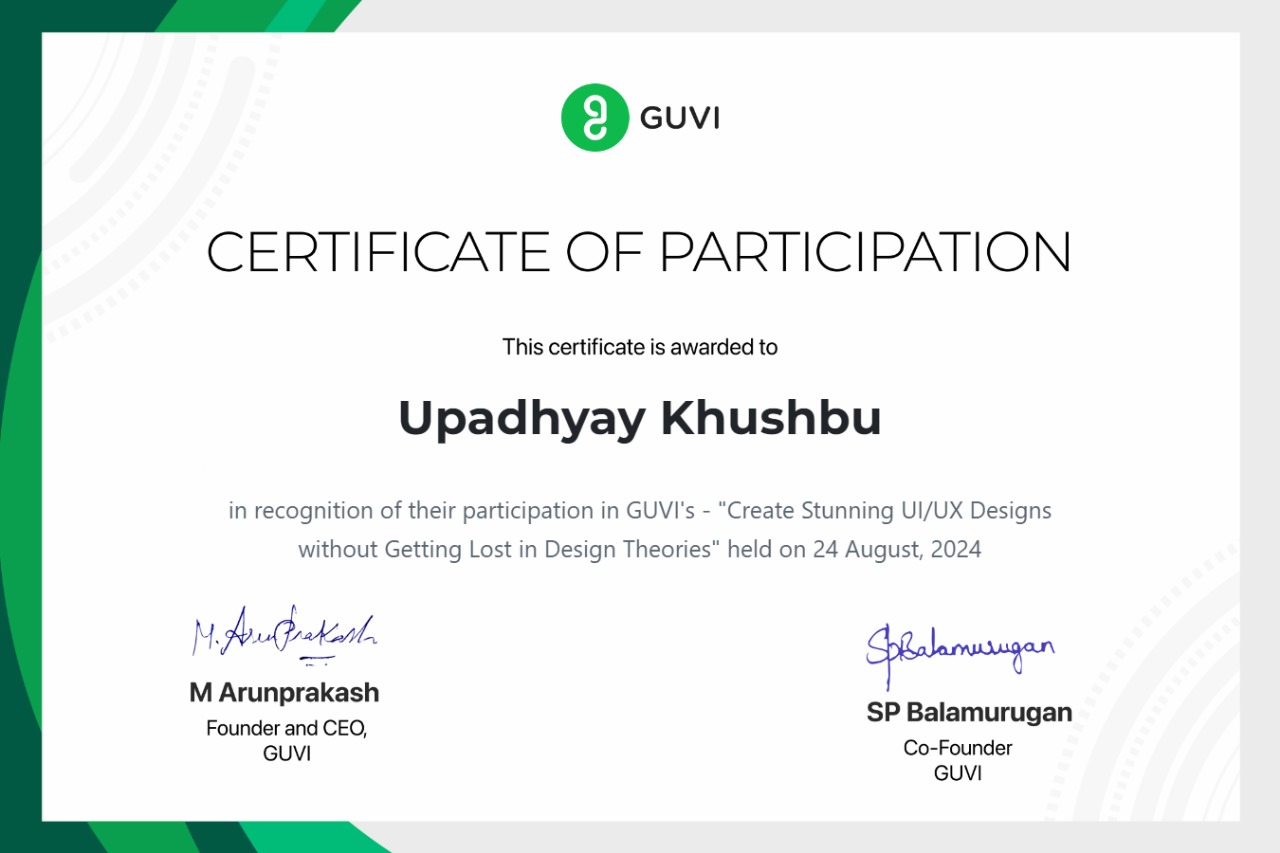 GUVI
CERTIFICATE OF PARTICIPATION
This certificate is awarded to
Upadhyay Khushbu
in recognition of their participation in GUVI's - "Create Stunning UI/UX Designs
without Getting Lost in Design Theories" held on 24 August, 2024
M. ArunPrakash
SpBalamurugan
M Arunprakash
SP Balamurugan
Founder and CEO,
GUVI
Co-Founder
GUVI